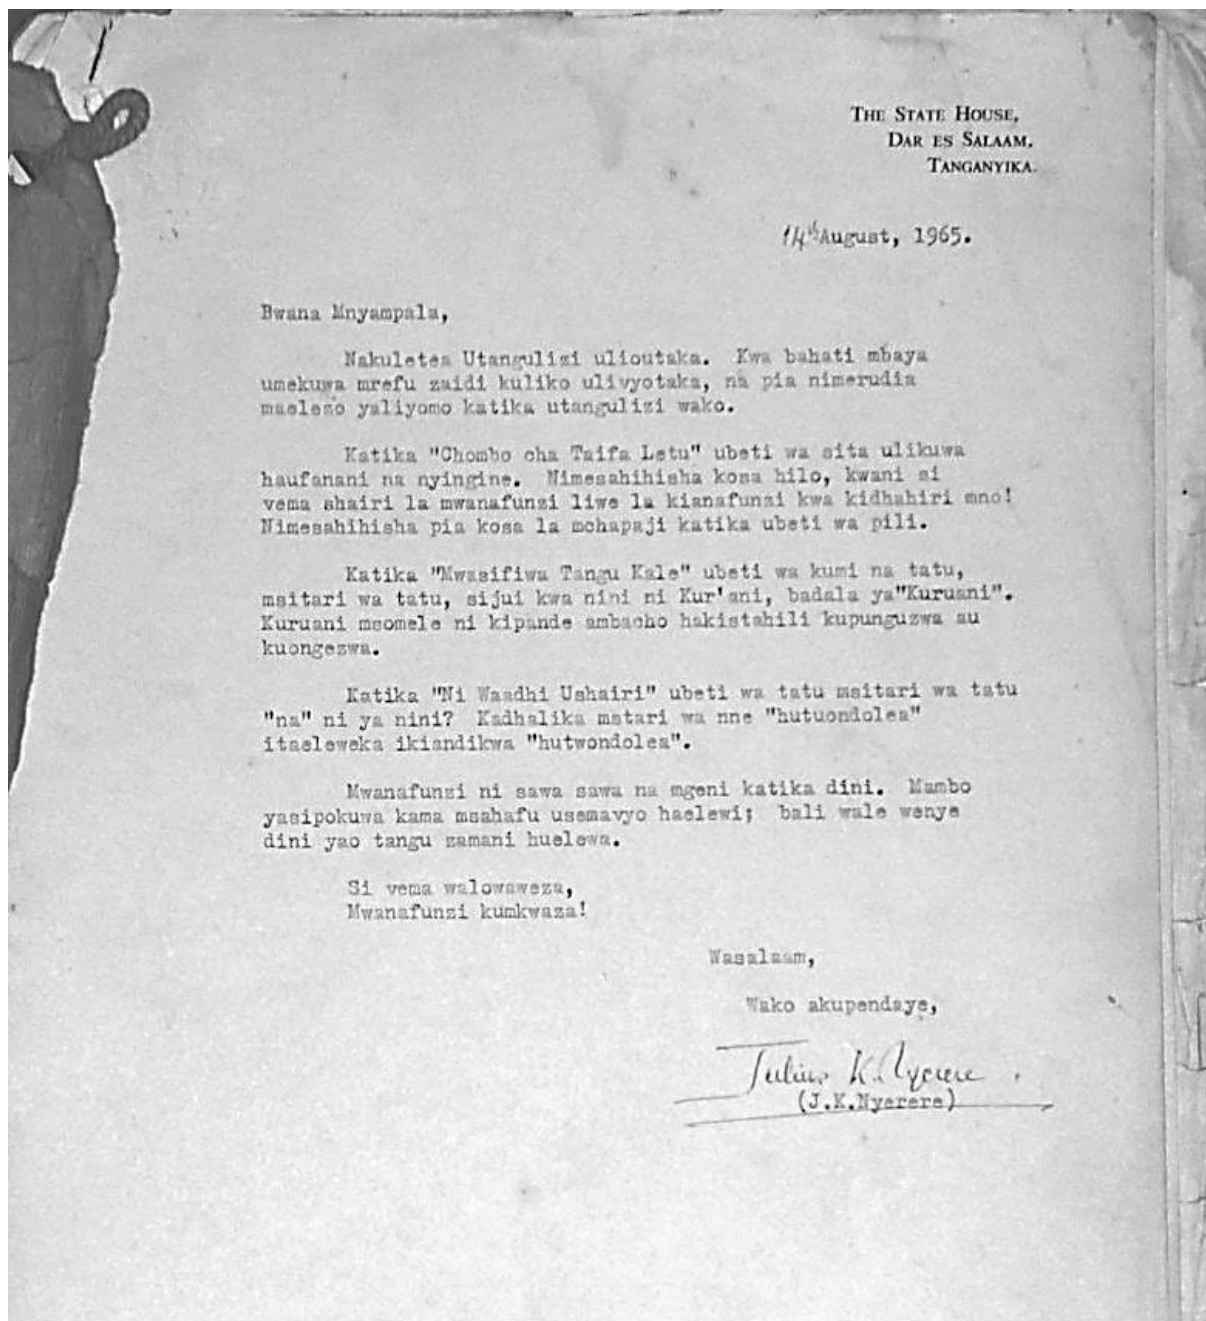 THE STATE HOUSE,
DAR ES SALAAM,
TANGANYIKA.
14th August, 1965.
Bwana Mnyampala,
Nakuletea Utangulizi ulioutaka. Kwa bahati mbaya
umekuwa mrefu zaidi kuliko ulivyotaka, na pia nimerudia
maelezo yaliyomo katika utangulizi wako.
Katika "Chombo cha Taifa Letu" ubeti wa sita ulikuwa
haufanani na nyingine. Nimesahihisha kosa hilo, kwani si
vema shairi la mwanafunzi liwe la kianafunzi kwa kidhahiri mno!
Nimesahihisha pia kosa la mchapaji katika ubeti wa pili.
Katika "Mwasifiwa Tangu Kale" ubeti wa kumi na tatu,
msitari wa tatu, sijui kwa nini ni Kur'ani, badala ya"Kuruani".
Kuruani msomele ni kipande ambacho hakistahili kupunguzwa au
kuongezwa.
Katika "Ni Waadhi Ushairi" ubeti wa tatu msitari wa tatu
"na" ni ya nini? Kadhalika mstari wa nne "hutuondolea"
itaeleweka ikiandikwa "hutwondolea".
Mwanafunzi ni sawa sawa na mgeni katika dini. Mambo
yasipokuwa kama msahafu usemavyo haelewi; bali wale wenye
dini yao tangu zamani huelewa.
Si vema walowaweza,
Mwanafunzi kumkwaza!
Wasalaam,
Wako akupendaye,
Julius K. Nyerere
(J.K.Nyerere)